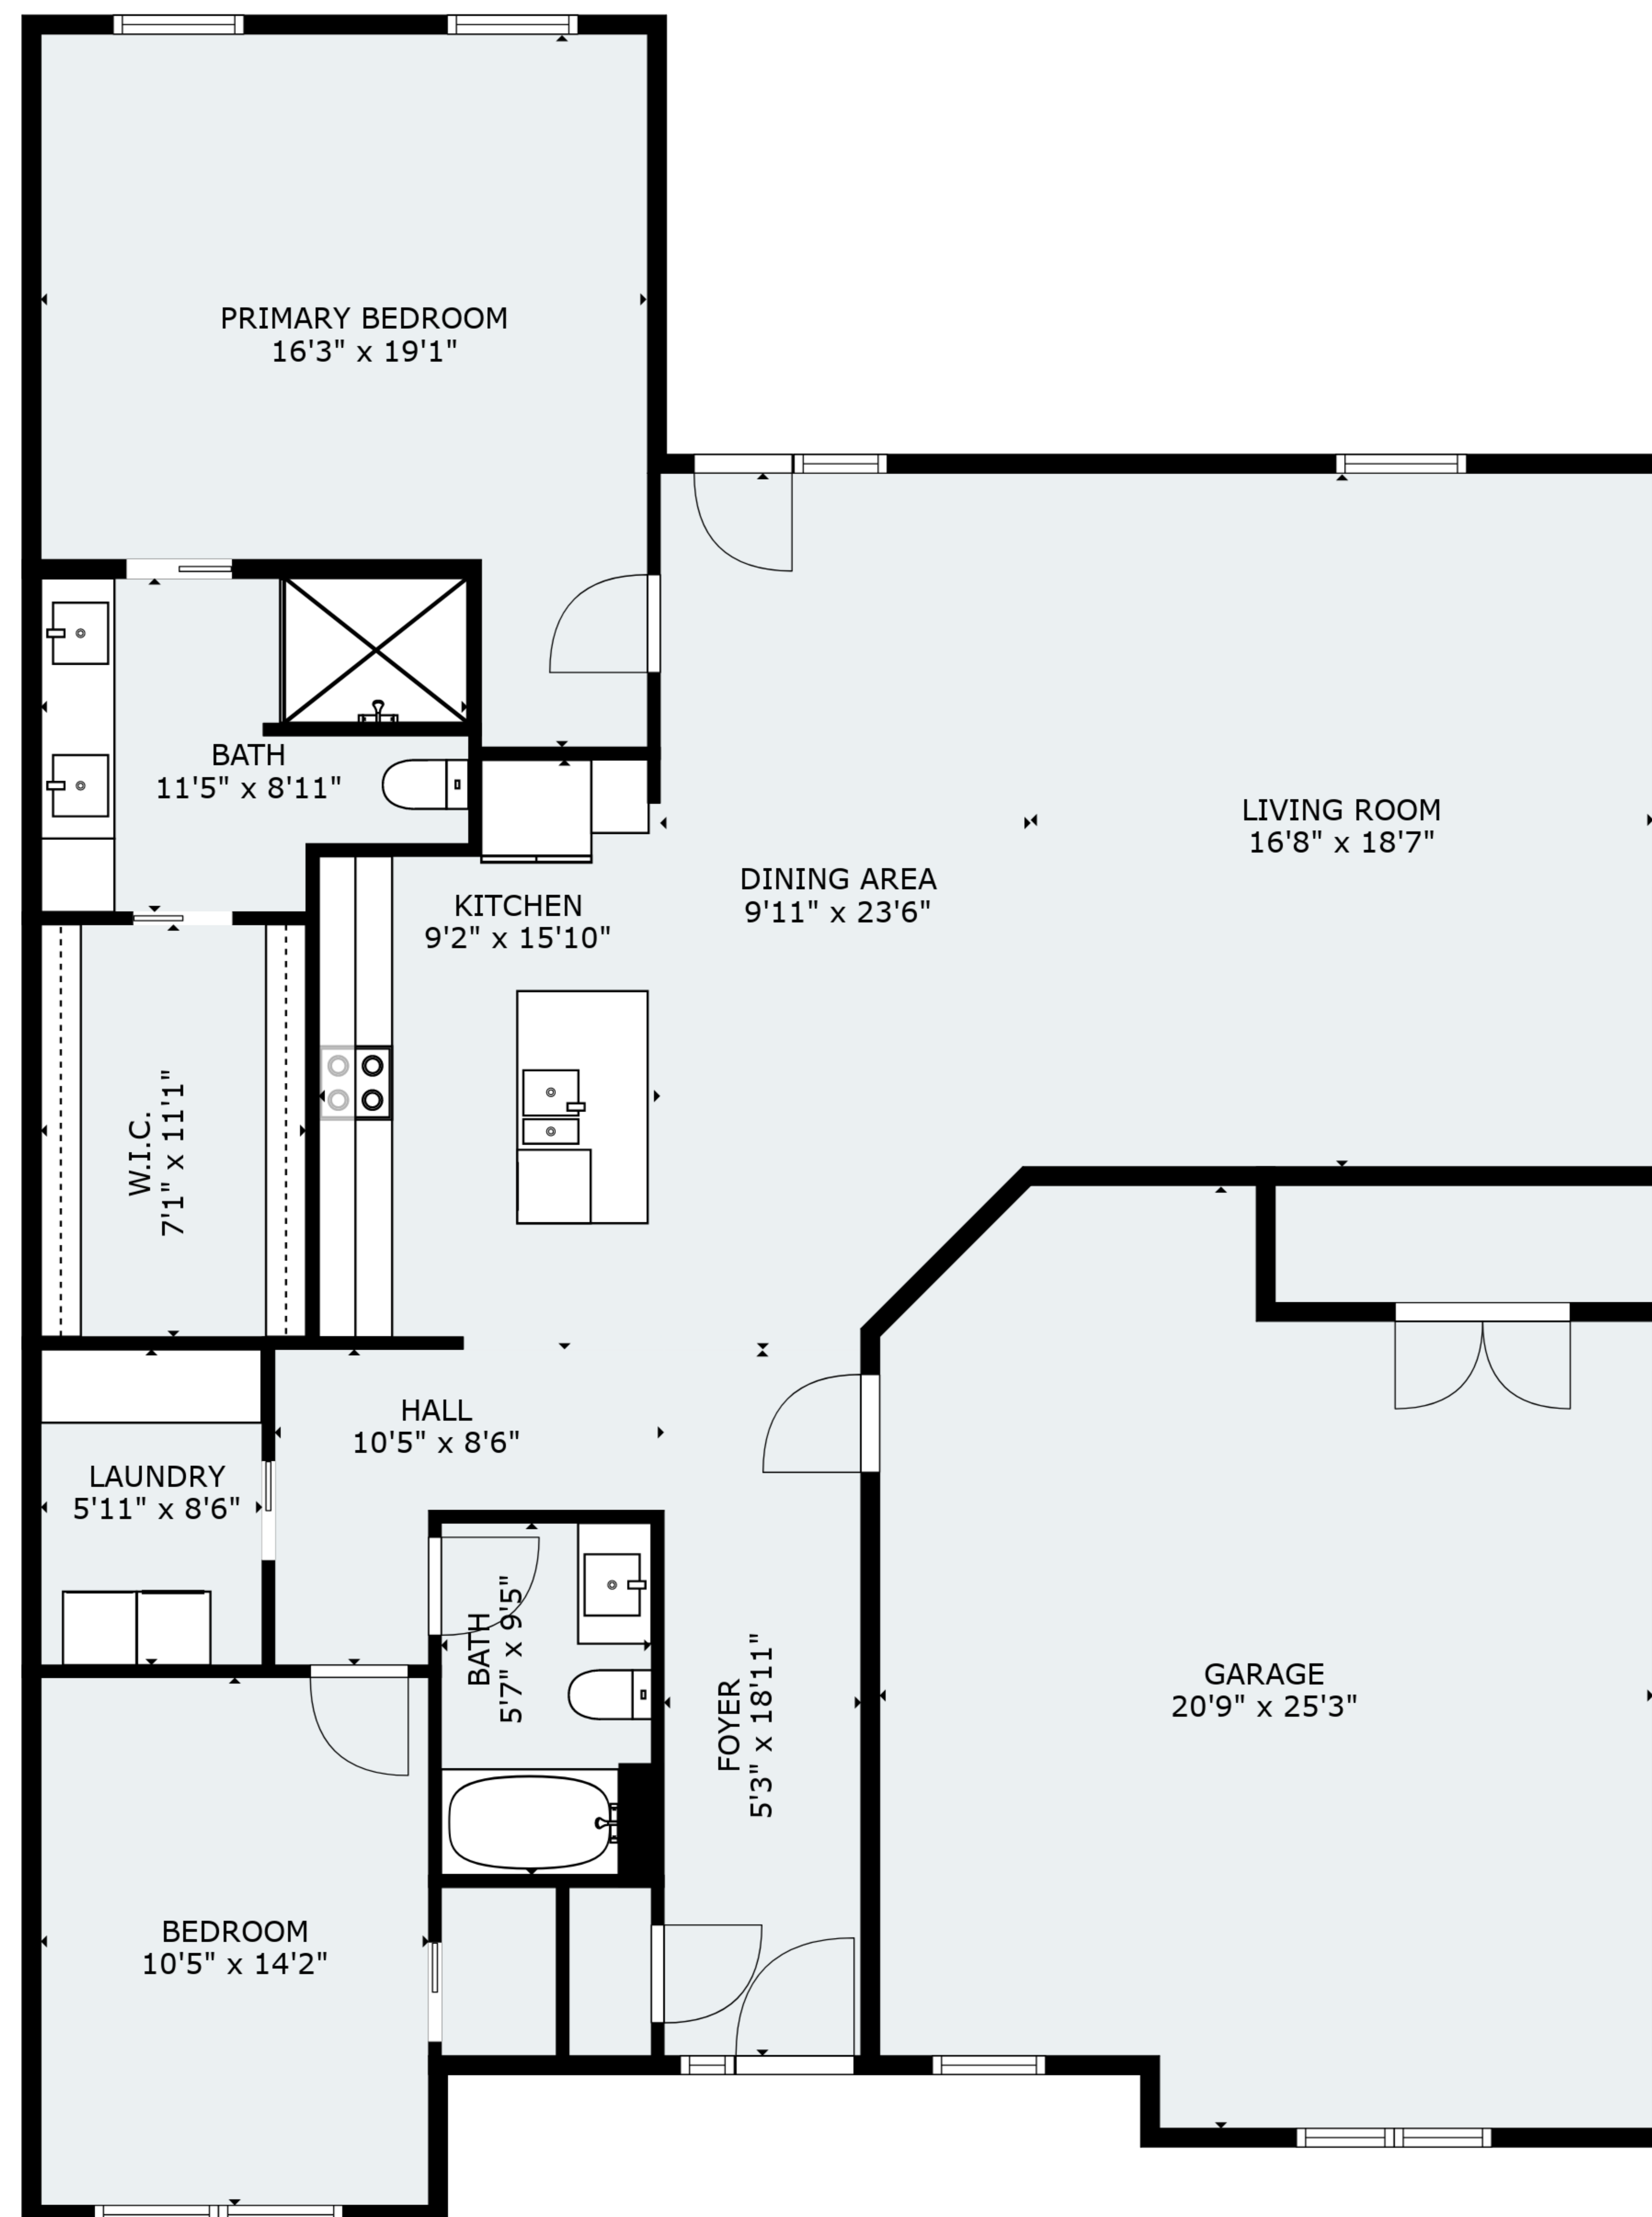 PRIMARY BEDROOM
16'3" x 19'1"
BATH
11'5" x 8'11"
LIVING ROOM
16'8" x 18'7"
DINING AREA
9'11" x 23'6"
KITCHEN
9'2" x 15'10"
W.I.C.
7'1" x 11'1"
HALL
10'5" x 8'6"
LAUNDRY
5'11" x 8'6"
BATH
5'7" x 9'5"
FOYER
5'3" x 18'11"
GARAGE
20'9" x 25'3"
BEDROOM
10'5" x 14'2"